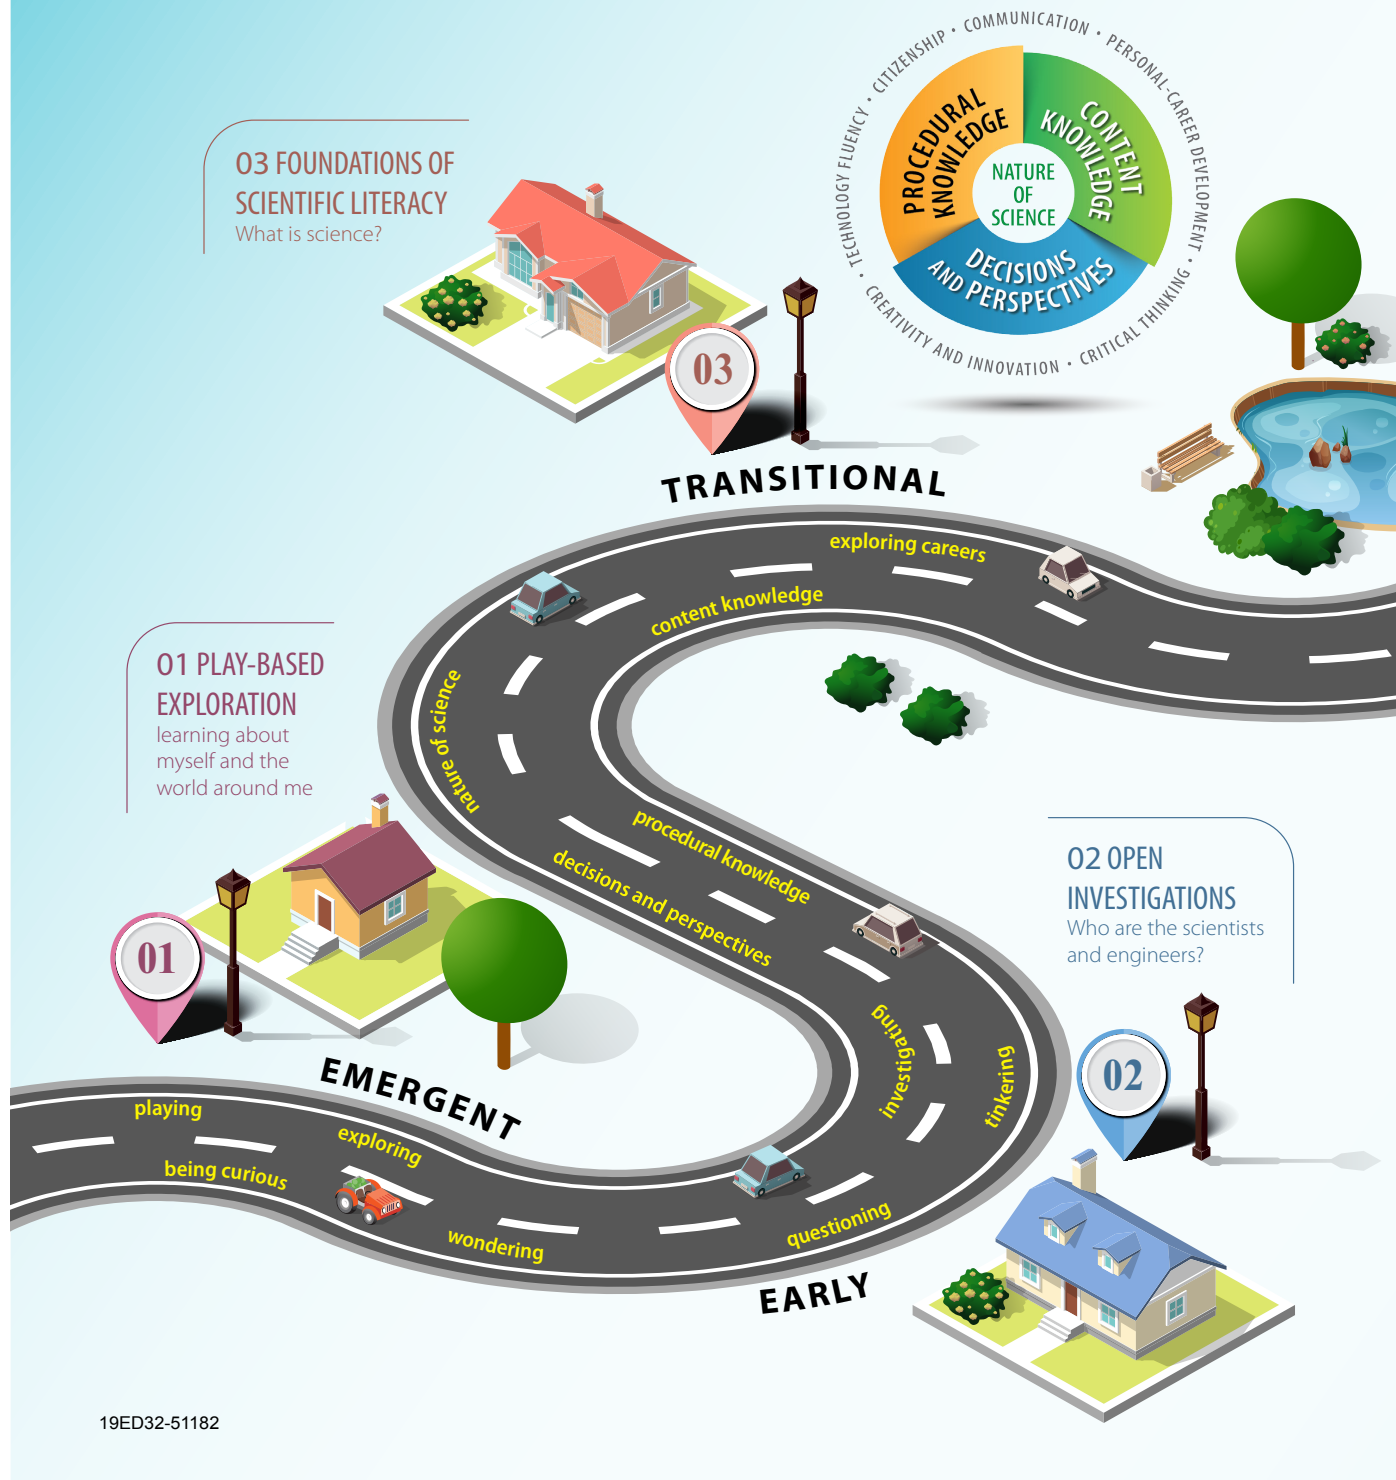 TECHNOLOGY FLUENCY • CITIZENSHIP • COMMUNICATION • PERSONAL-CAREER DEVELOPMENT • CRITICAL THINKING • CREATIVITY AND INNOVATION •
PROCEDURAL
KNOWLEDGE
CONTENT
KNOWLEDGE
NATURE
OF
SCIENCE
DECISIONS
AND PERSPECTIVES
03 FOUNDATIONS OF
SCIENTIFIC LITERACY
What is science?
03
TRANSITIONAL
exploring careers
content knowledge
nature of science
01 PLAY-BASED
EXPLORATION
learning about
myself and the
world around me
procedural knowledge
decisions and perspectives
02 OPEN
INVESTIGATIONS
Who are the scientists
and engineers?
01
investigating
tinkering
02
EMERGENT
playing
exploring
being curious
wondering
questioning
EARLY
19ED32-51182